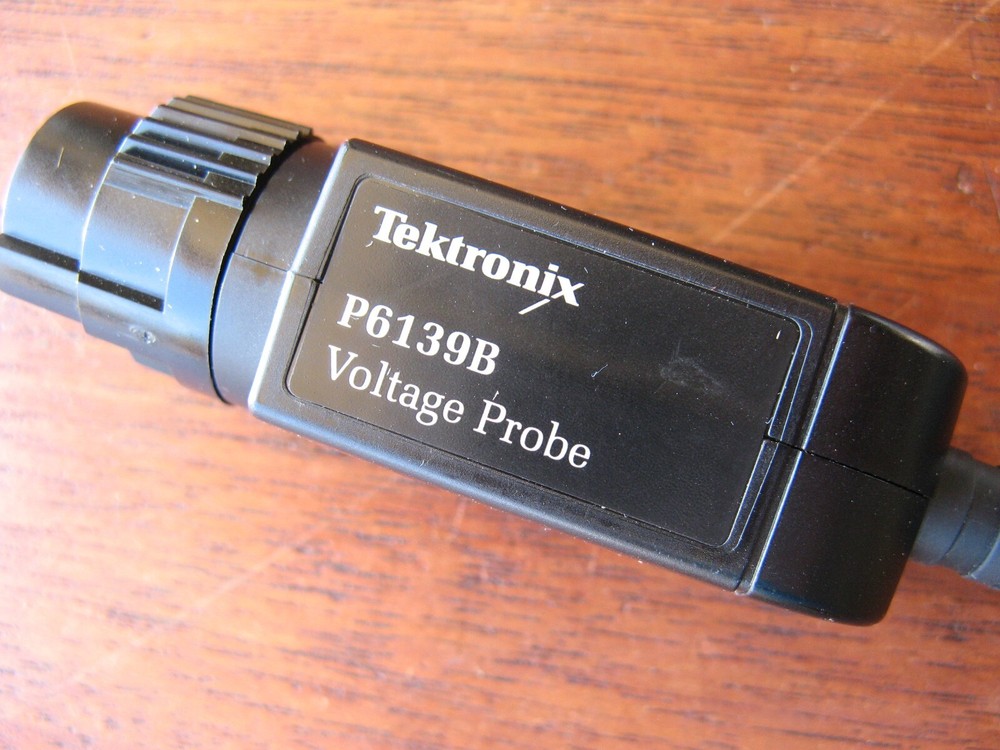 Tektronix
P6139B
Voltage Probe